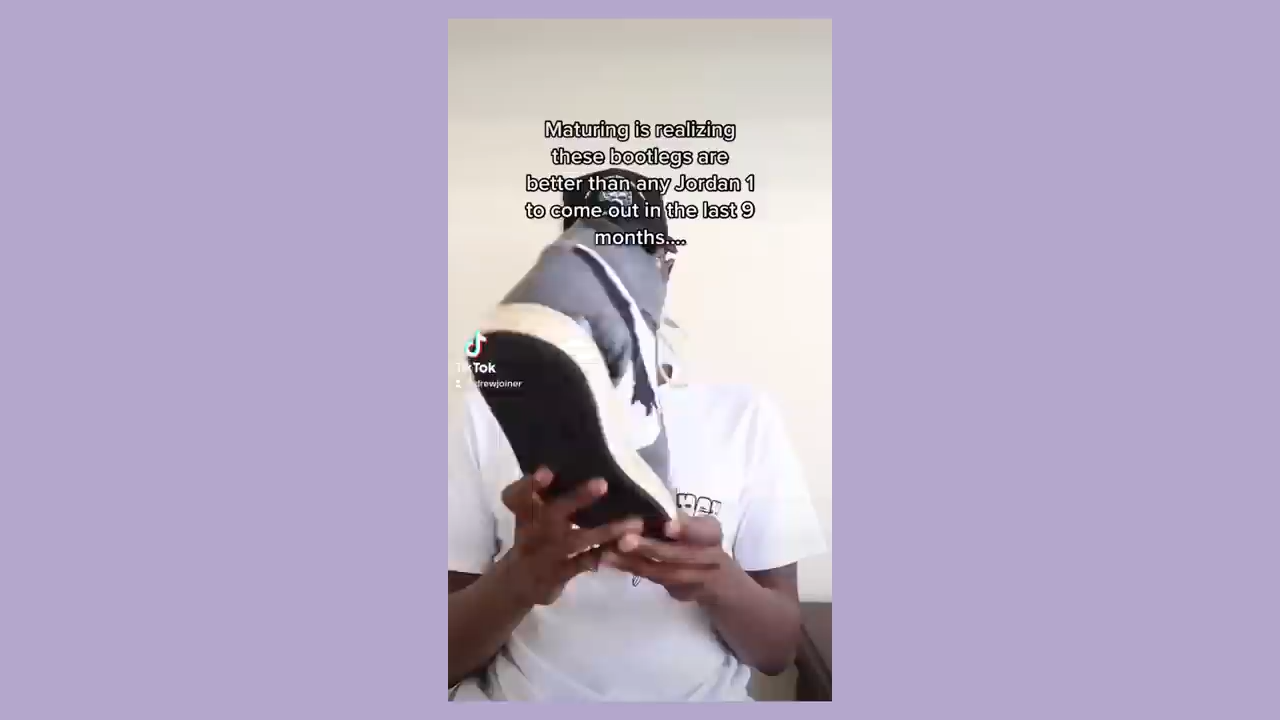 Maturing is realizing
these bootlegs are
better than any Jordan 1
to come out in the last 9
months....
TikTok
drewjoiner